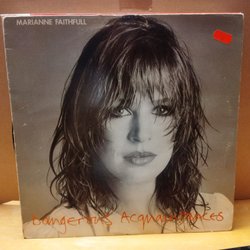 MARIANNE FAITHFULL
Dangerous Acquaintances